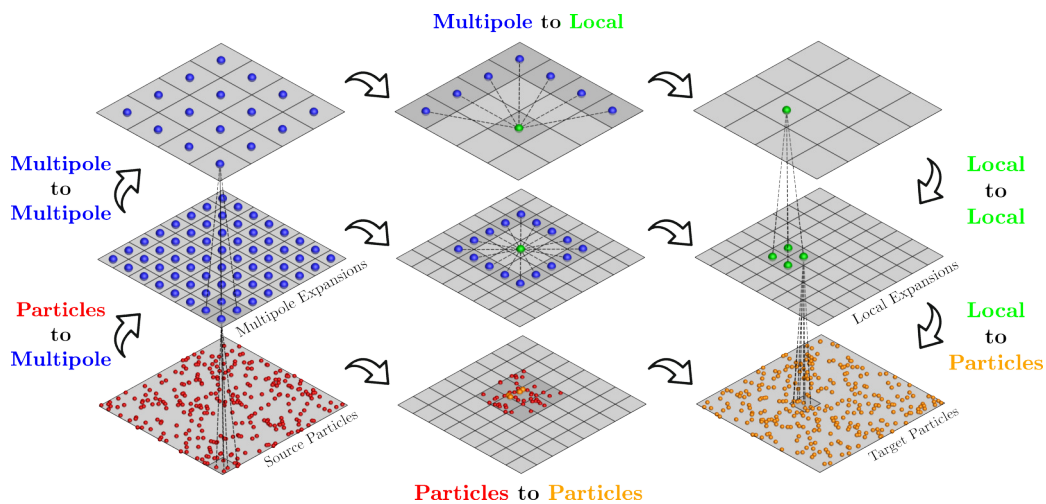 Multipole to Local
Multipole
to
Multipole
Local
to
Local
Multipole Expansions
Local Expansions
Particles
to
Multipole
Local
to
Particles
Source Particles
Target Particles
Particles to Particles